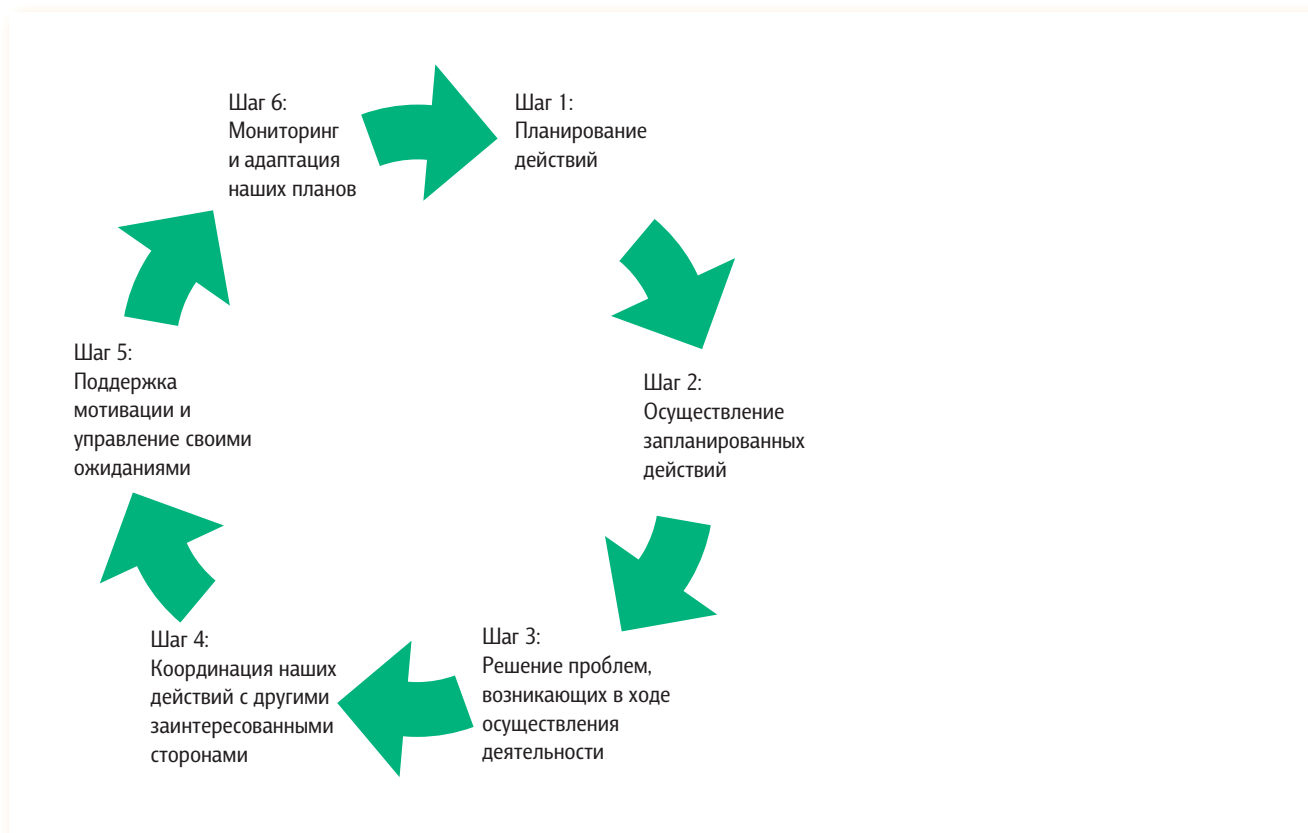 Шаг 1:
Планирование
действий
Шаг 2:
Осуществление
запланированных
действий
Шаг 3:
Решение проблем,
возникающих в ходе
осуществления
деятельности
Шаг 4:
Координация наших
действий с другими
заинтересованными
сторонами
Шаг 5:
Поддержка
мотивации и
управление своими
ожиданиями
Шаг 6:
Мониторинг
и адаптация
наших планов